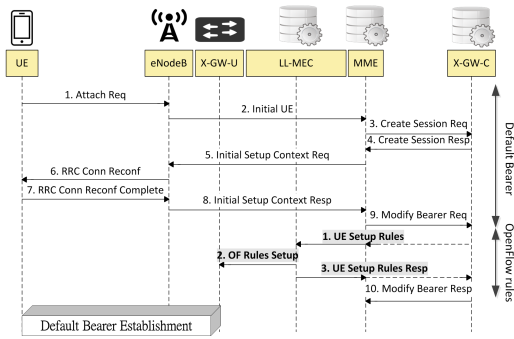 UE
eNodeB
X-GW-U
LL-MEC
MME
X-GW-C
1. Attach Req
2. Initial UE
3. Create Session Req
4. Create Session Resp
5. Initial Setup Context Req
6. RRC Conn Reconf
7. RRC Conn Reconf Complete
8. Initial Setup Context Resp
9. Modify Bearer Req
1. UE Setup Rules
2. OF Rules Setup
3. UE Setup Rules Resp
10. Modify Bearer Resp
Default Bearer
OpenFlow rules
Default Bearer Establishment